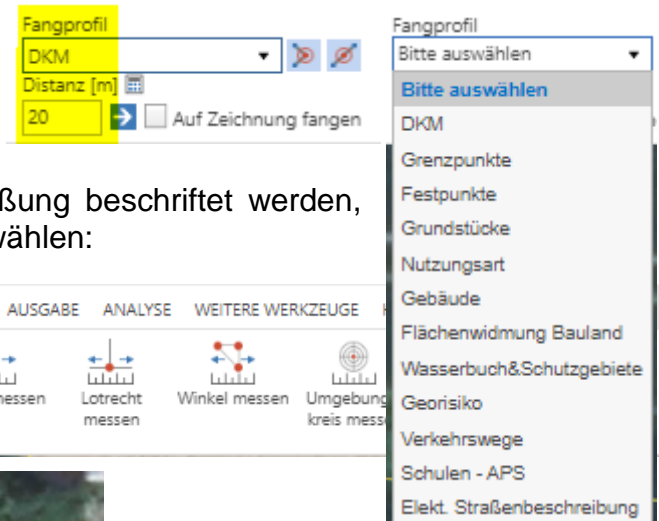 Fangprofil
DKM
Distanz [m]
20 Auf Zeichnung fangen
Fangprofil
Bitte auswählen
Bitte auswählen
DKM
Grenzpunkte
Festpunkte
Grundstücke
Nutzungsart
Gebäude
Flächenwidmung Bauland
Wasserbuch&Schutzgebiete
Georisiko
Verkehrswege
Schulen - APS
Elekt. Straßenbeschreibung
ßung beschriftet werden,
wählen:
AUSGABE ANALYSE WEITERE WERKZEUGE
essen Lotrecht Winkel messen Umgebung
messen kreis mess